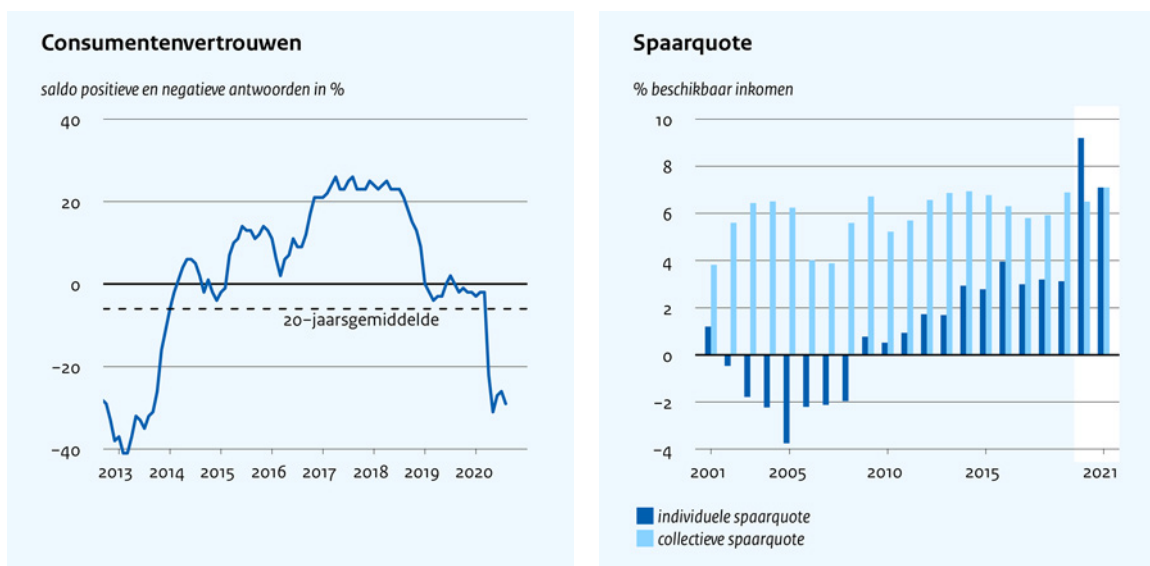 Consumentenvertrouwen
saldo positieve en negatieve antwoorden in %
40
20
0
20-jaarsgemiddelde
−20
−40
2013 2014 2015 2016 2017 2018 2019 2020
Spaarquote
% beschikbaar inkomen
10
8
6
4
2
0
−2
−4
2001 2005 2010 2015 2021
individuele spaarquote
collectieve spaarquote